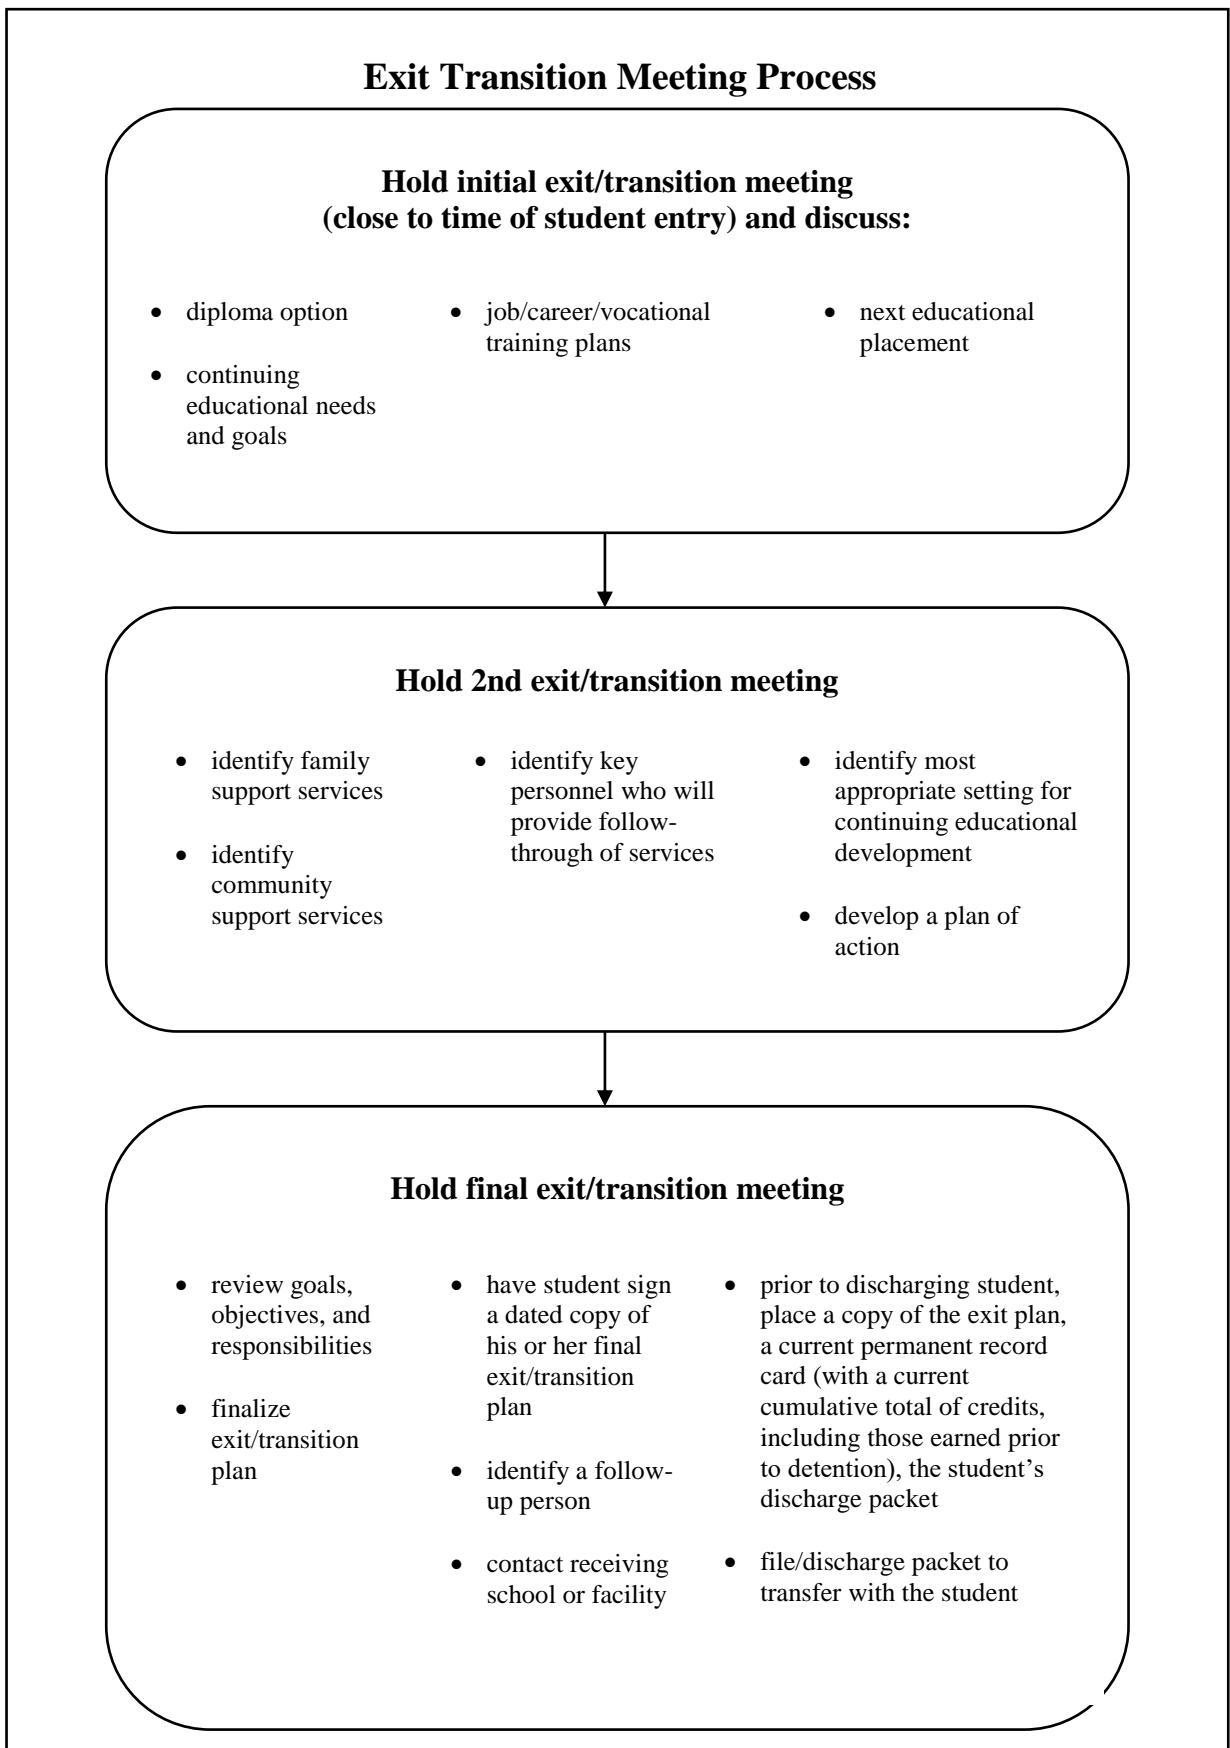 Exit Transition Meeting Process
Hold initial exit/transition meeting
(close to time of student entry) and discuss:
• diploma option
• continuing
educational needs
and goals
• job/career/vocational
training plans
• next educational
placement
Hold 2nd exit/transition meeting
• identify family
support services
• identify
community
support services
• identify key
personnel who will
provide follow-
through of services
• identify most
appropriate setting for
continuing educational
development
• develop a plan of
action
Hold final exit/transition meeting
• review goals,
objectives, and
responsibilities
• finalize
exit/transition
plan
• have student sign
a dated copy of
his or her final
exit/transition
plan
• identify a follow-
up person
• contact receiving
school or facility
• prior to discharging student,
place a copy of the exit plan,
a current permanent record
card (with a current
cumulative total of credits,
including those earned prior
to detention), the student’s
discharge packet
• file/discharge packet to
transfer with the student